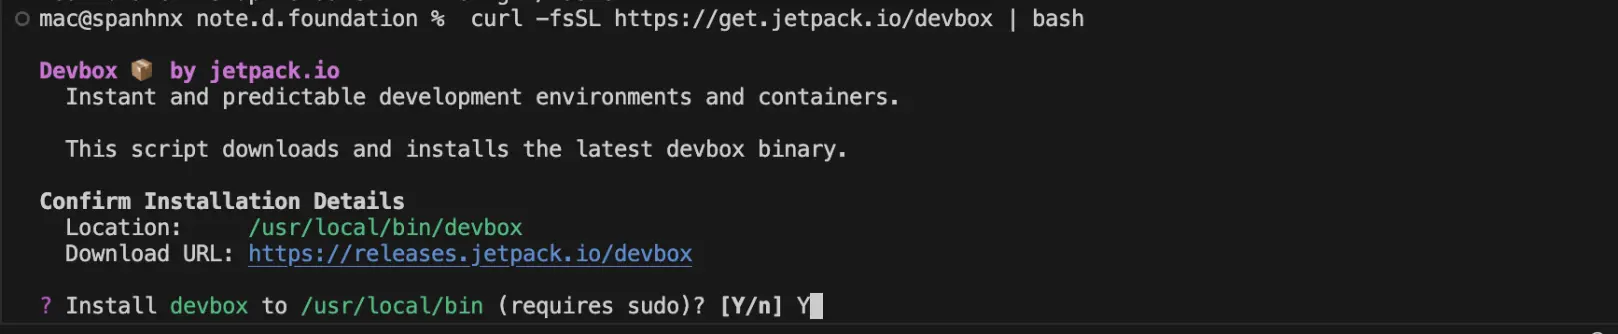 mac@spanhnx note.d.foundation %  curl -fsSL https://get.jetpack.io/devbox | bash
Devbox 📦 by jetpack.io
Instant and predictable development environments and containers.
This script downloads and installs the latest devbox binary.
Confirm Installation Details
Location:     /usr/local/bin/devbox
Download URL: https://releases.jetpack.io/devbox
? Install devbox to /usr/local/bin (requires sudo)? [Y/n] Y